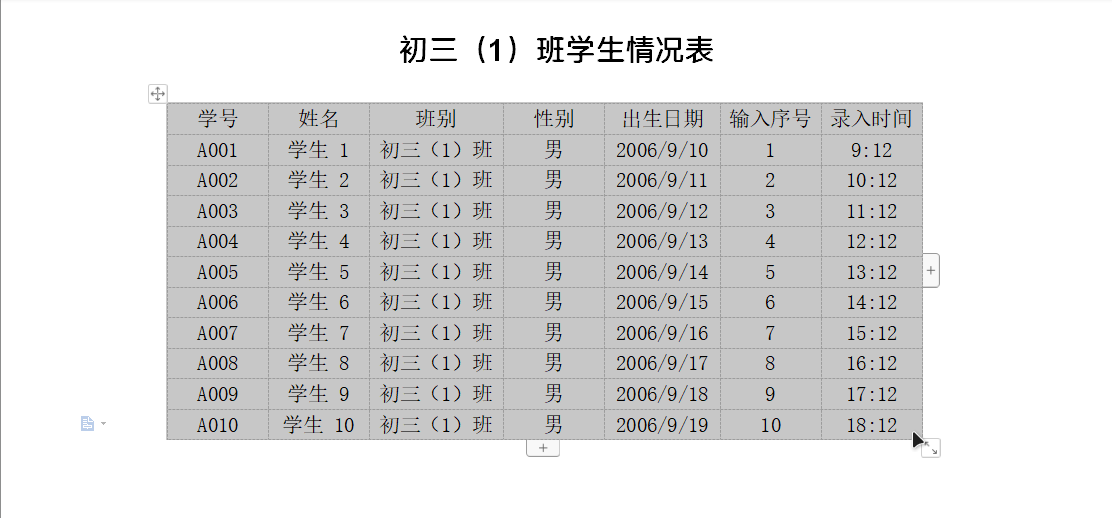 初三（1）班学生情况表
学号 姓名 班别 性别 出生日期 输入序号 录入时间
A001 学生 1 初三（1）班 男 2006/9/10 1 9:12
A002 学生 2 初三（1）班 男 2006/9/11 2 10:12
A003 学生 3 初三（1）班 男 2006/9/12 3 11:12
A004 学生 4 初三（1）班 男 2006/9/13 4 12:12
A005 学生 5 初三（1）班 男 2006/9/14 5 13:12
A006 学生 6 初三（1）班 男 2006/9/15 6 14:12
A007 学生 7 初三（1）班 男 2006/9/16 7 15:12
A008 学生 8 初三（1）班 男 2006/9/17 8 16:12
A009 学生 9 初三（1）班 男 2006/9/18 9 17:12
A010 学生 10 初三（1）班 男 2006/9/19 10 18:12